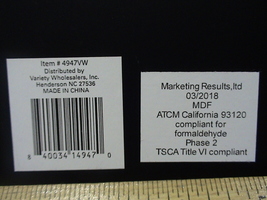 Item # 4947VW
Distributed by
Variety Wholesalers, Inc.
Henderson NC 27536
MADE IN CHINA
8 40034 14947 0
Marketing Results,ltd
03/2018
MDF
ATCM California 93120
compliant for
formaldehyde
Phase 2
TSCA Title VI compliant